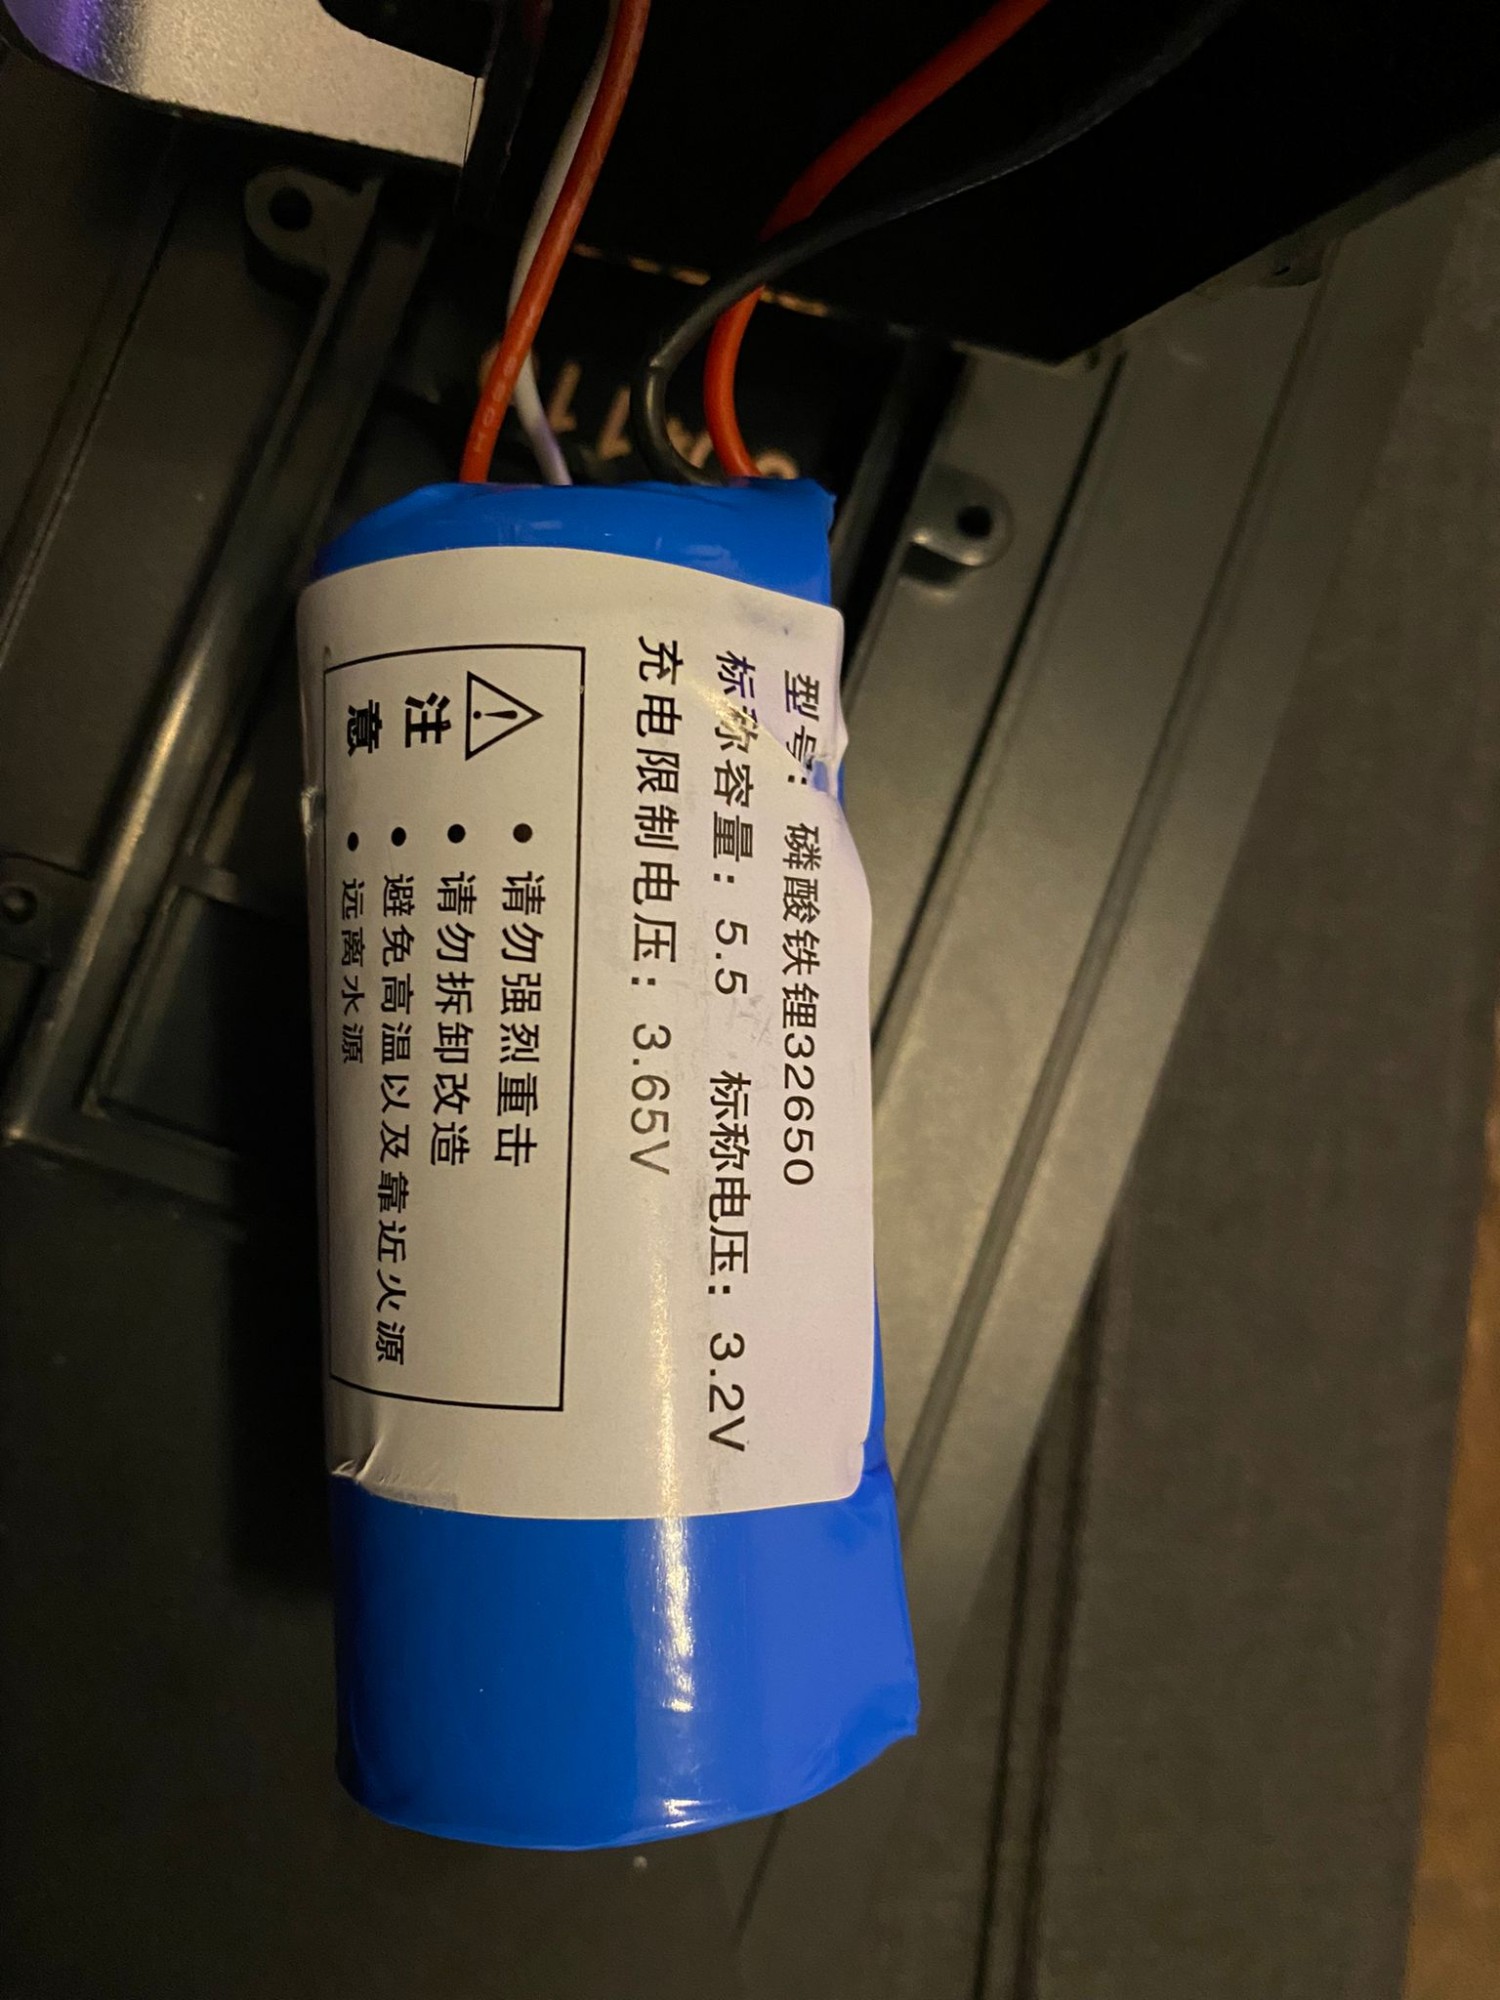 型号：磷酸铁锂32650
标称容量：5.5 标称电压：3.2V
充电限制电压：3.65V
注意
• 请勿强烈重击
• 请勿拆卸改造
• 避免高温以及靠近火源
• 远离水源